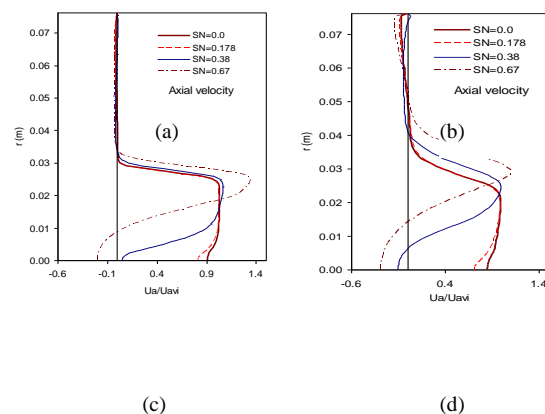 (a)
(b)
SN=0.0
SN=0.178
SN=0.38
SN=0.67
Axial velocity
r (m)
0.07
0.06
0.05
0.04
0.03
0.02
0.01
0.00
-0.6
-0.1
0.4
0.9
1.4
Ua/Uavi
SN=0.0
SN=0.178
SN=0.38
SN=0.67
Axial velocity
r (m)
0.07
0.06
0.05
0.04
0.03
0.02
0.01
0.00
-0.6
0.4
1.4
Ua/Uavi
(c)
(d)